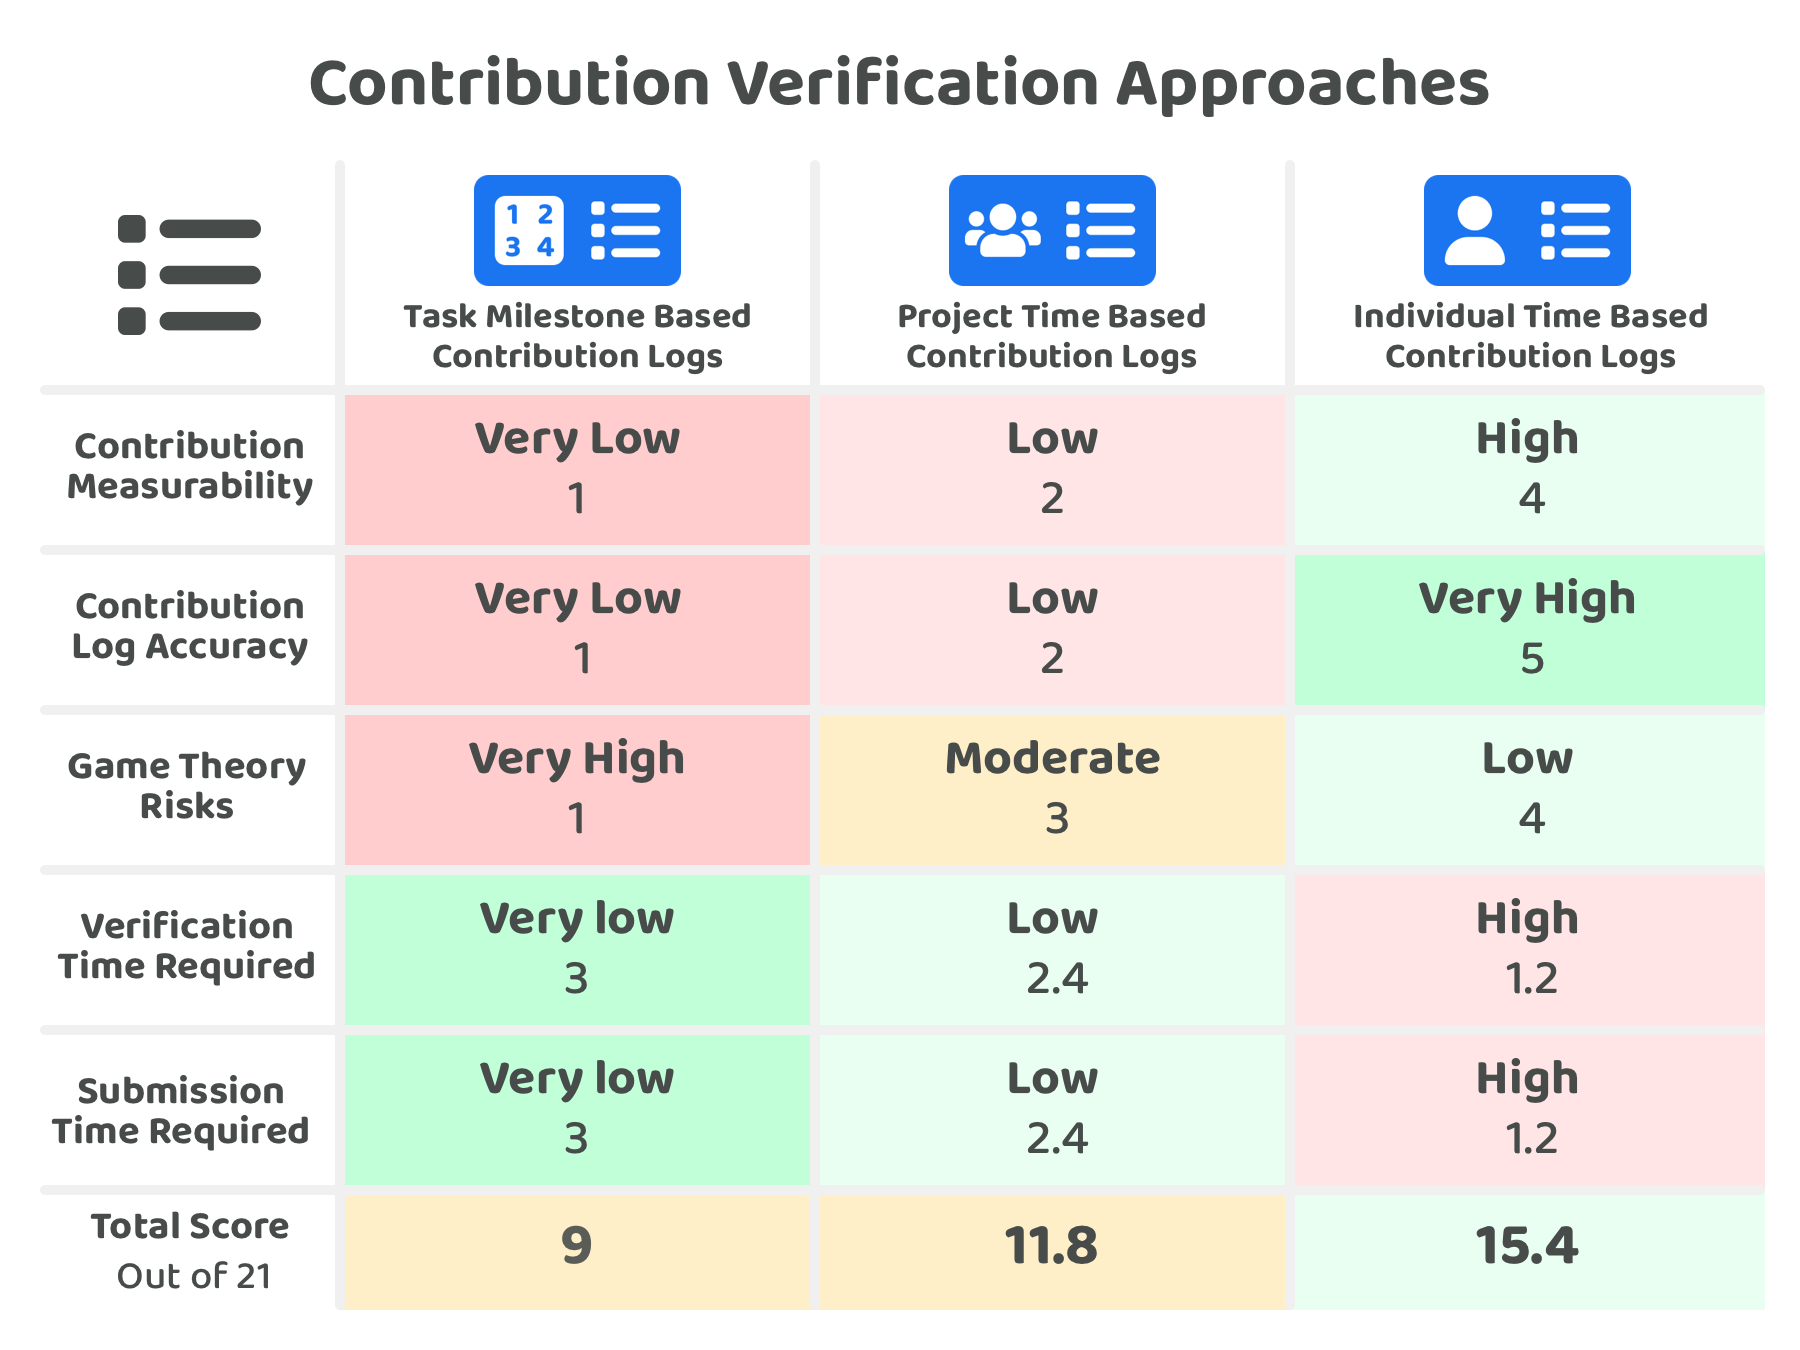 Contribution Verification Approaches
1 2
3 4
Task Milestone Based
Contribution Logs
Project Time Based
Contribution Logs
Individual Time Based
Contribution Logs
Contribution
Measurability
Very Low
1
Low
2
High
4
Contribution
Log Accuracy
Very Low
1
Low
2
Very High
5
Game Theory
Risks
Very High
1
Moderate
3
Low
4
Verification
Time Required
Very low
3
Low
2.4
High
1.2
Submission
Time Required
Very low
3
Low
2.4
High
1.2
Total Score
Out of 21
9
11.8
15.4